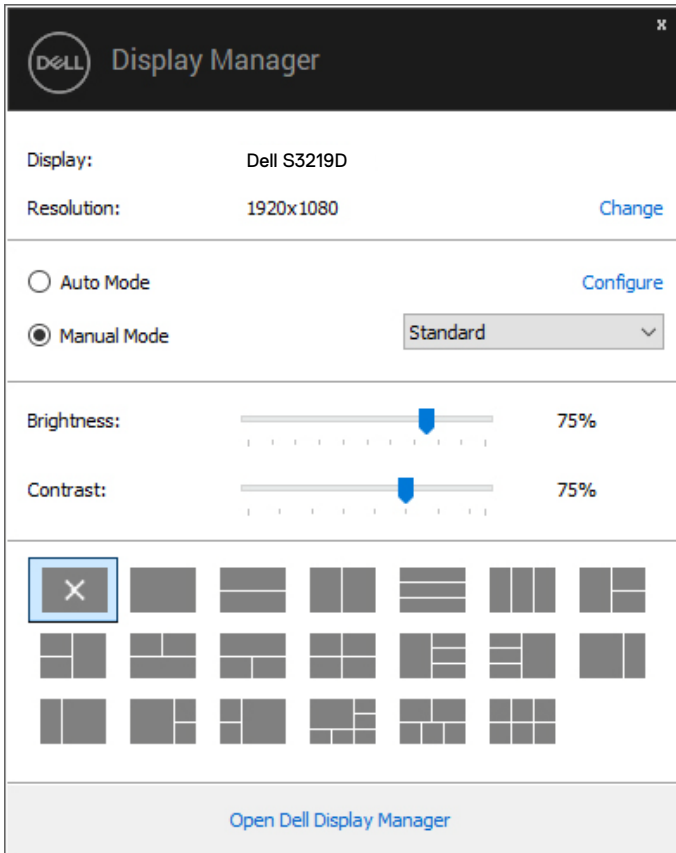 x
DELL Display Manager
Display: Dell S3219D
Resolution: 1920x1080 Change
Auto Mode Configure
Manual Mode Standard
Brightness: 75%
Contrast: 75%
Open Dell Display Manager